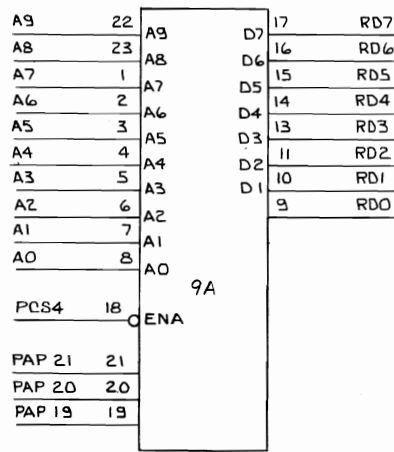 A9 22 A9 D7 17 RD7
A8 23 A8 D6 16 RD6
A7 1 A7 D5 15 RD5
A6 2 A6 D4 14 RD4
A5 3 A5 D3 13 RD3
A4 4 A4 D2 11 RD2
A3 5 A3 D1 10 RD1
A2 6 A2 9 RD0
A1 7 A1
A0 8 A0
9A
PCS4 18 ENA
PAP 21 21
PAP 20 20
PAP 19 19